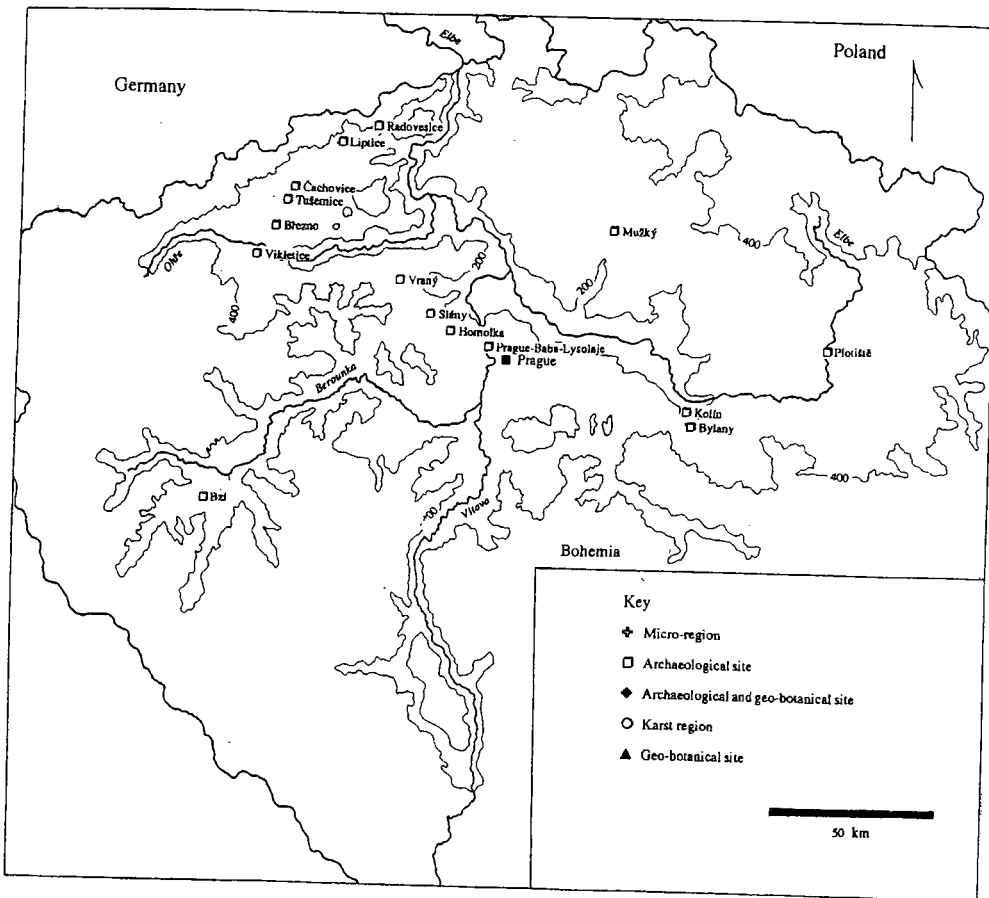 Elbe
Poland
Germany
Radovesice
Liptice
Čachovice
Tušemice
Březno
Mužký
400
Elbe
Vikletice
Ohře
200
Vraný
200
400
Slány
Homolka
Prague-Baba-Lysolaje
Prague
Plotiště
Berounka
Kolín
Bylany
400
Vltava
Bohemia
Key
Micro-region
Archaeological site
Archaeological and geo-botanical site
Karst region
Geo-botanical site
50 km